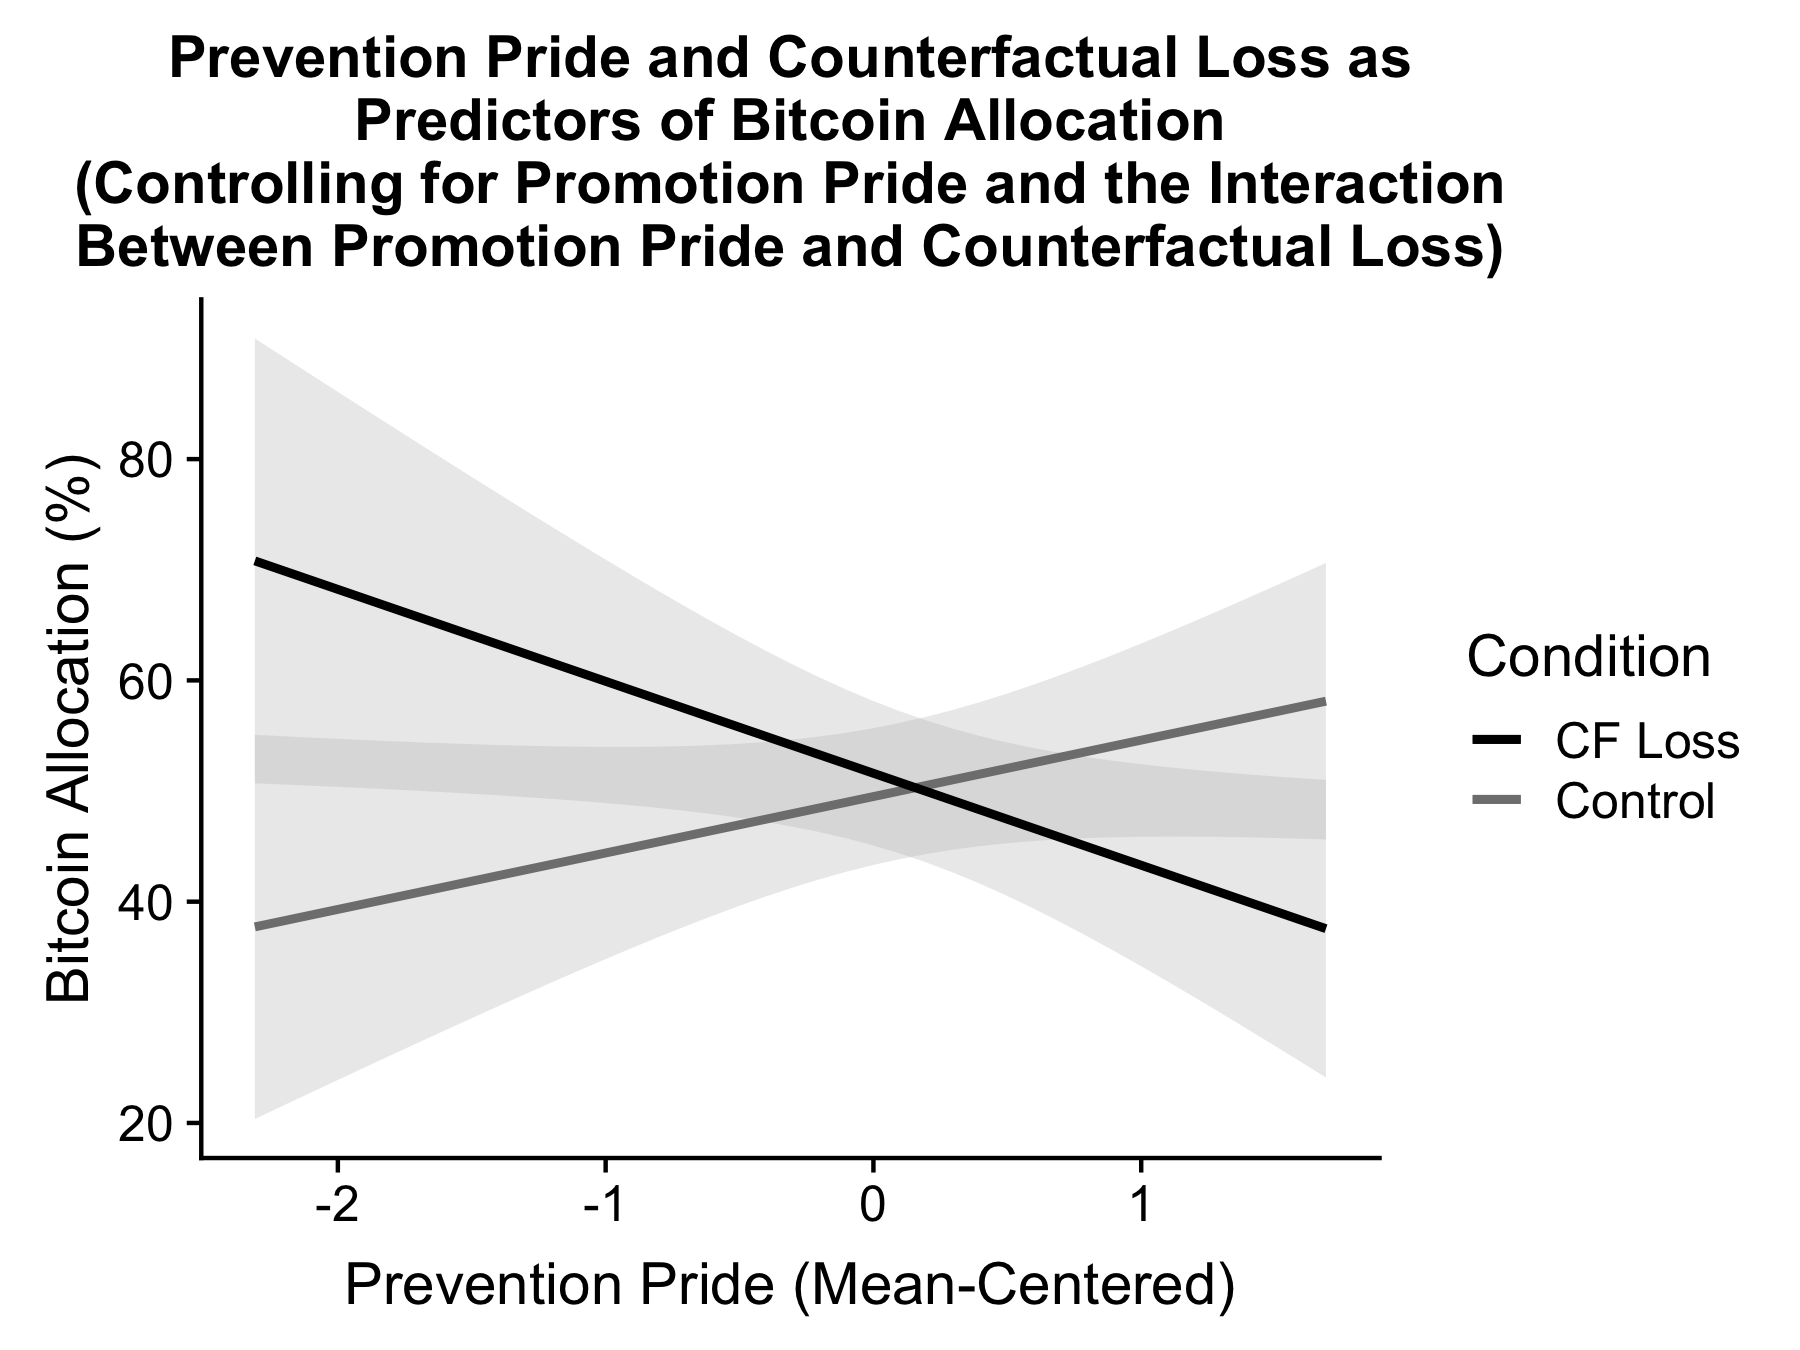 Prevention Pride and Counterfactual Loss as
Predictors of Bitcoin Allocation
(Controlling for Promotion Pride and the Interaction
Between Promotion Pride and Counterfactual Loss)
Bitcoin Allocation (%)
80
60
40
20
-2
-1
0
1
Prevention Pride (Mean-Centered)
Condition
CF Loss
Control